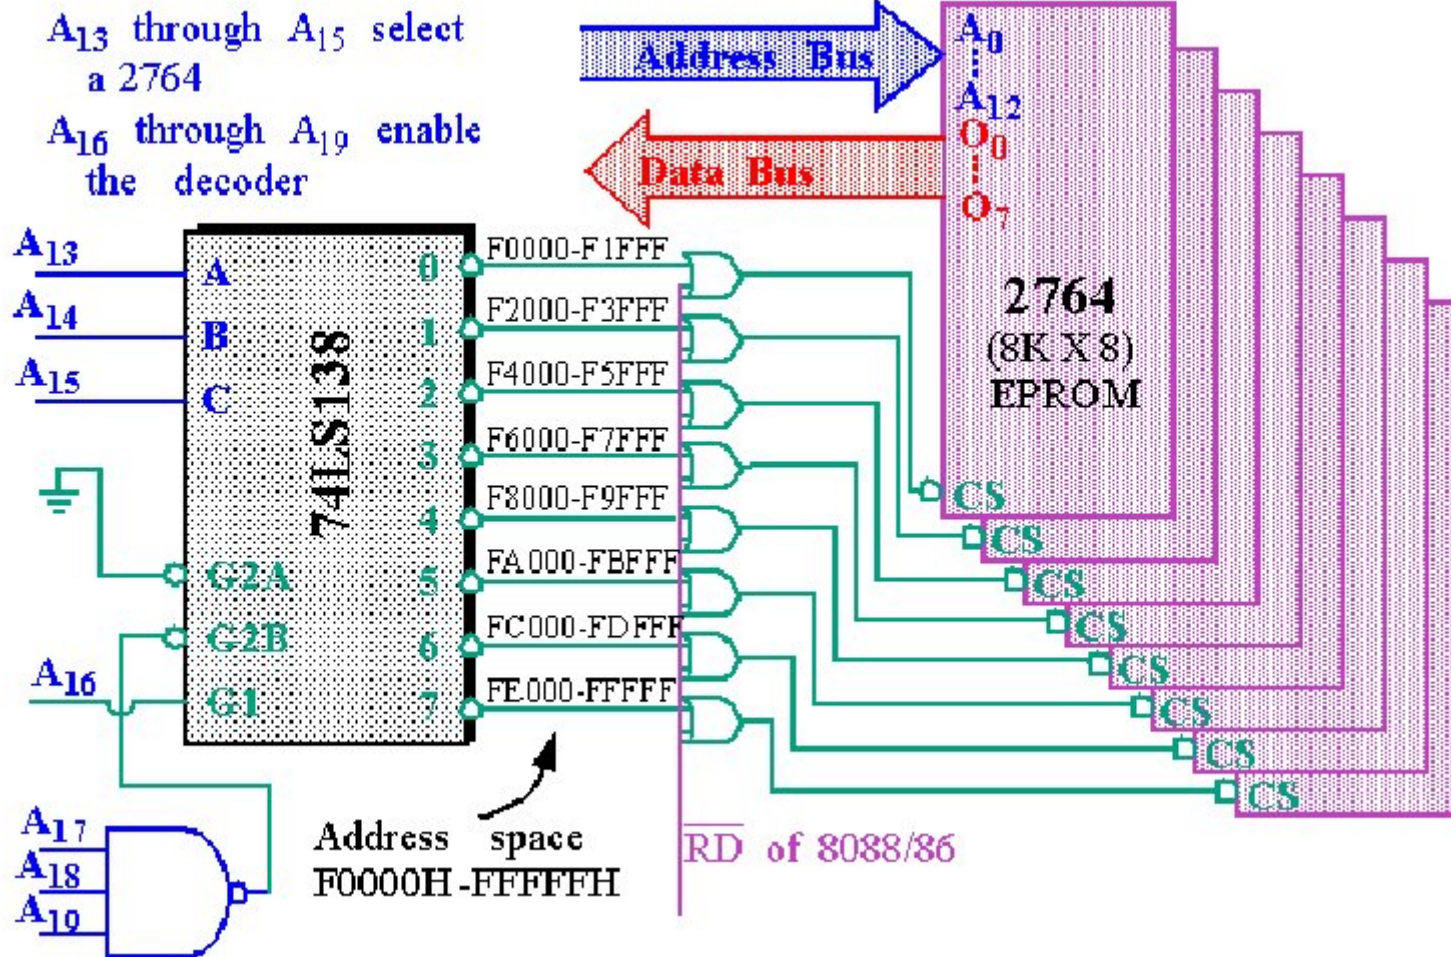 A13 through A15 select
a 2764
A16 through A19 enable
the decoder
Address Bus
Data Bus
A0
A12
O0
O7
2764
(8K X 8)
EPROM
A13
A14
A15
A
B
C
74LS138
G2A
G2B
G1
A16
0
1
2
3
4
5
6
7
F0000-F1FFF
F2000-F3FFF
F4000-F5FFF
F6000-F7FFF
F8000-F9FFF
FA000-FBFFF
FC000-FDFFF
FE000-FFFFF
CS
CS
CS
CS
CS
CS
CS
CS
A17
A18
A19
Address space
F0000H-FFFFFH
RD of 8088/86